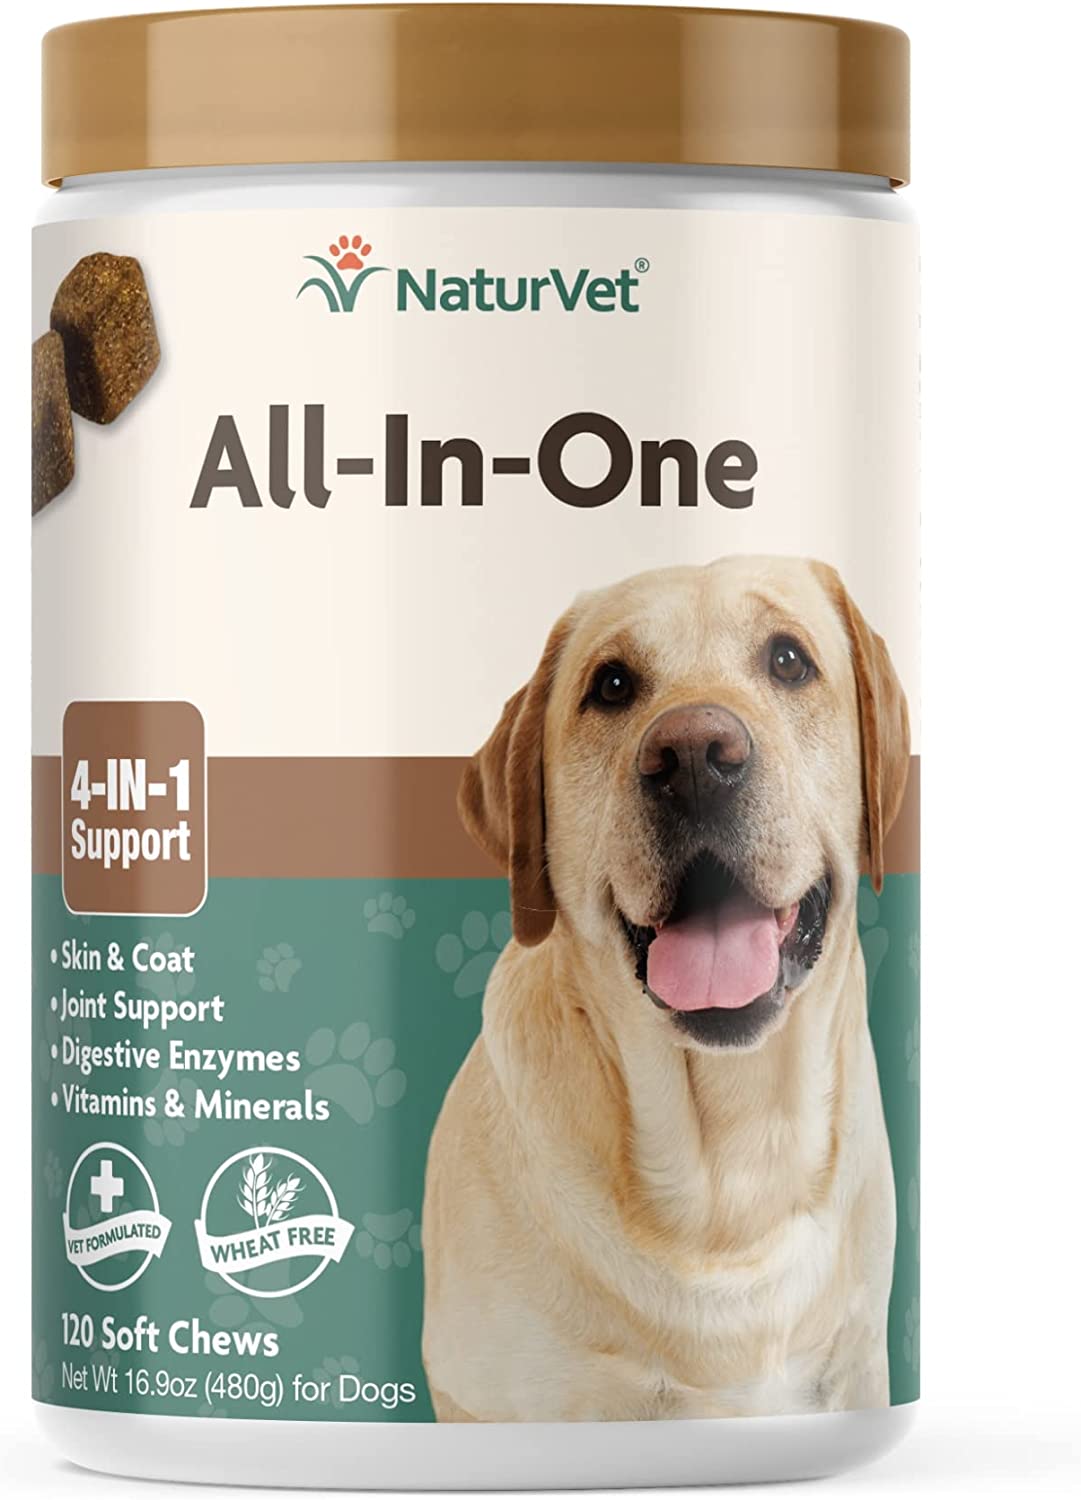 NaturVet®
All-In-One
4-IN-1
Support
• Skin & Coat
• Joint Support
• Digestive Enzymes
• Vitamins & Minerals
VET FORMULATED
WHEAT FREE
120 Soft Chews
Net Wt 16.9oz (480g) for Dogs